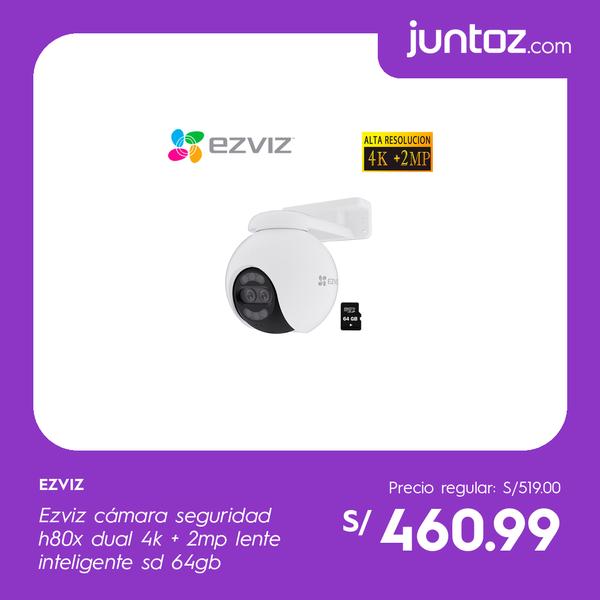 juntoz.com
ezviz
ALTA RESOLUCION
4K +2MP
EZVIZ
64 GB
EZVIZ
Precio regular: S/519.00
Ezviz cámara seguridad
h80x dual 4k + 2mp lente
inteligente sd 64gb
S/ 460.99